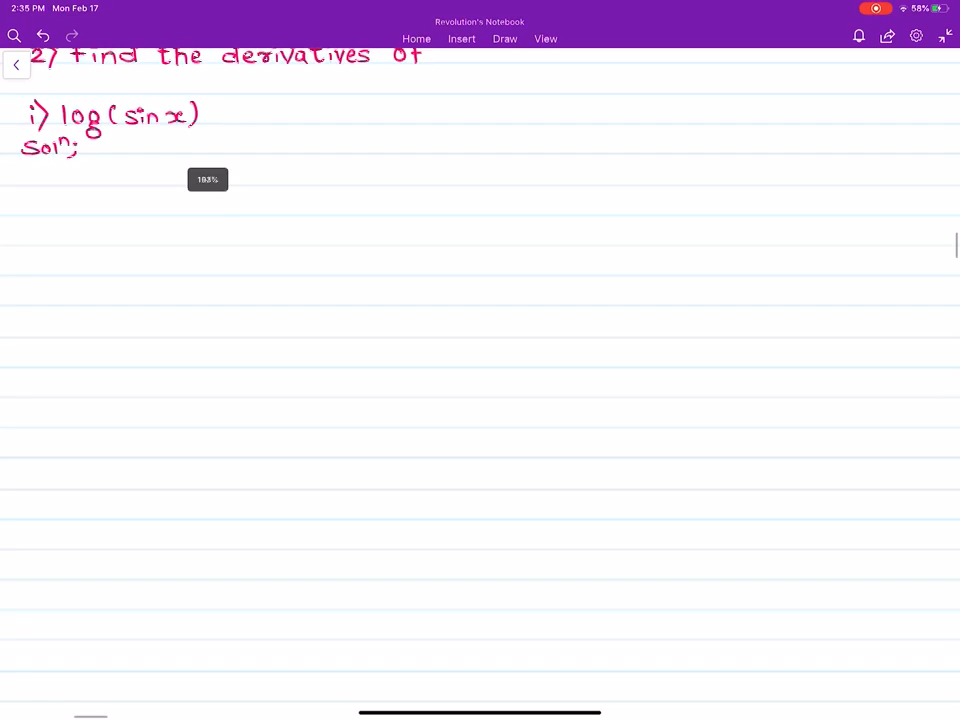 2:35 PM Mon Feb 17
58%
Revolution's Notebook
Home Insert Draw View
2) Find the derivatives of
i) log(sin x)
Solⁿ:
193%